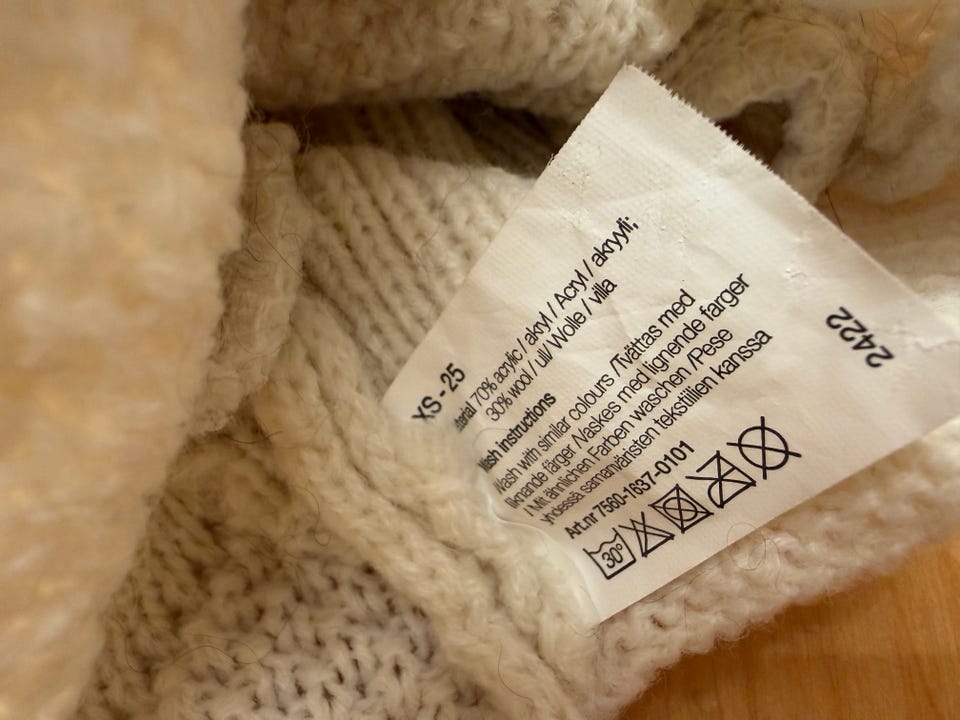 XS - 25
70% acrylic / akryl / Acryl / akryyli;
30% wool / ull / Wolle / villa
instructions
Wash with similar colours / Tvättas med
liknande färger / Vaskes med lignende farger
/ Mit ähnlichen Farben waschen / Pese
yhdessä samanväristen tekstiilien kanssa
Art.nr 7560-1637-0101
30°
2422